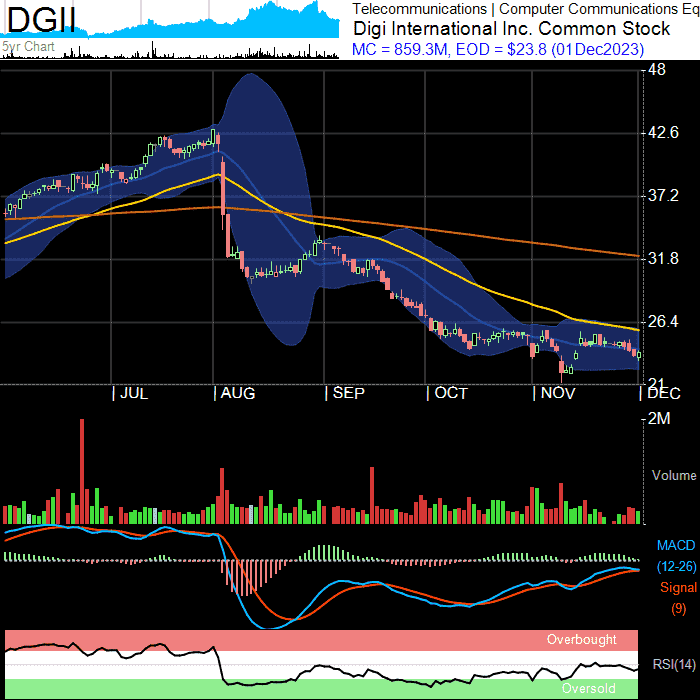 DGII
5yr Chart
Telecommunications | Computer Communications Eq
Digi International Inc. Common Stock
MC = 859.3M, EOD = $23.8 (01Dec2023)
48
42.6
37.2
31.8
26.4
21
JUL
AUG
SEP
OCT
NOV
DEC
2M
Volume
MACD
(12-26)
Signal
(9)
Overbought
RSI(14)
Oversold